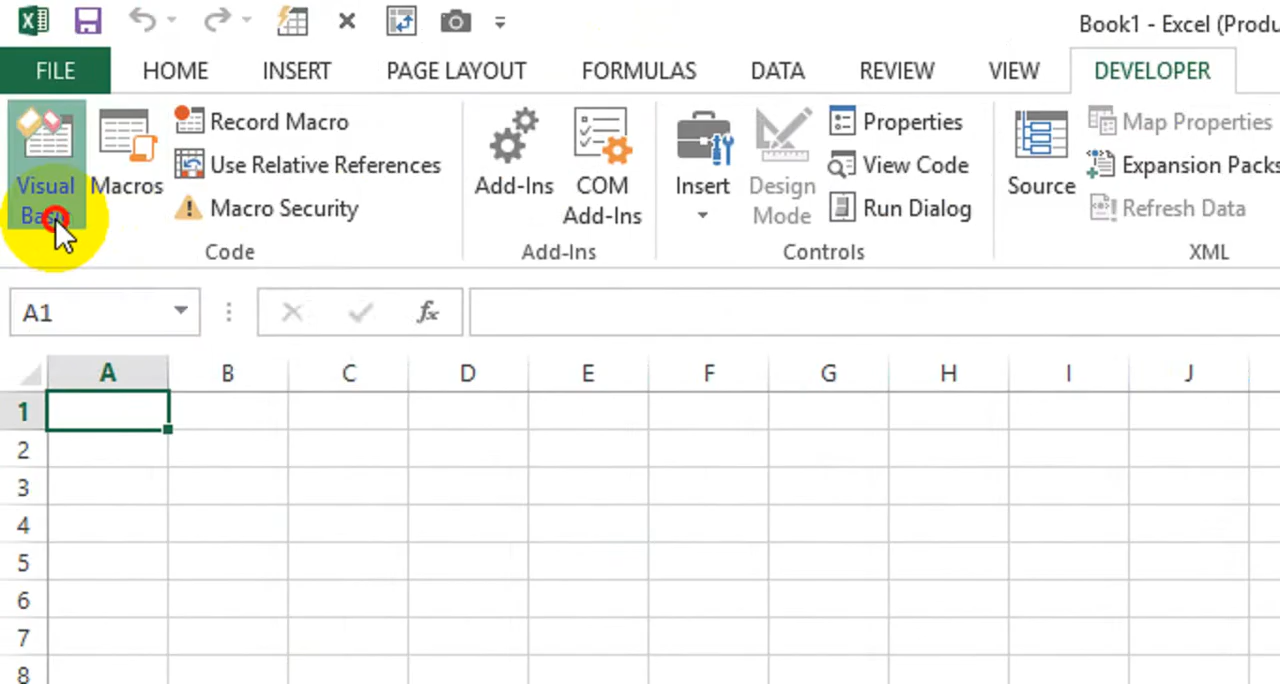 Book1 - Excel (Produ
FILE HOME INSERT PAGE LAYOUT FORMULAS DATA REVIEW VIEW DEVELOPER
Visual
Macros
Record Macro
Use Relative References
Macro Security
Code
Add-Ins
COM
Add-Ins
Add-Ins
Insert
Design
Mode
Properties
View Code
Run Dialog
Controls
Source
Map Properties
Expansion Packs
Refresh Data
XML
A1
fx
A B C D E F G H I J
1
2
3
4
5
6
7
8